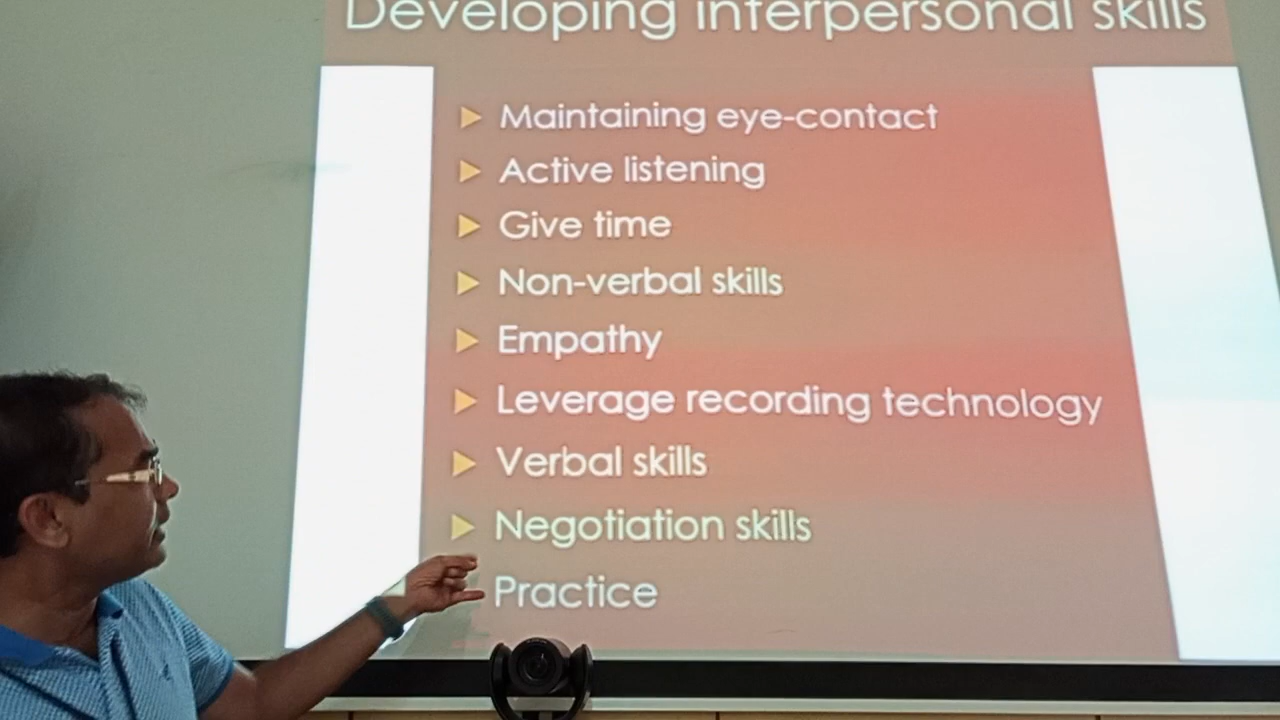 Developing interpersonal skills
Maintaining eye-contact
Active listening
Give time
Non-verbal skills
Empathy
Leverage recording technology
Verbal skills
Negotiation skills
Practice